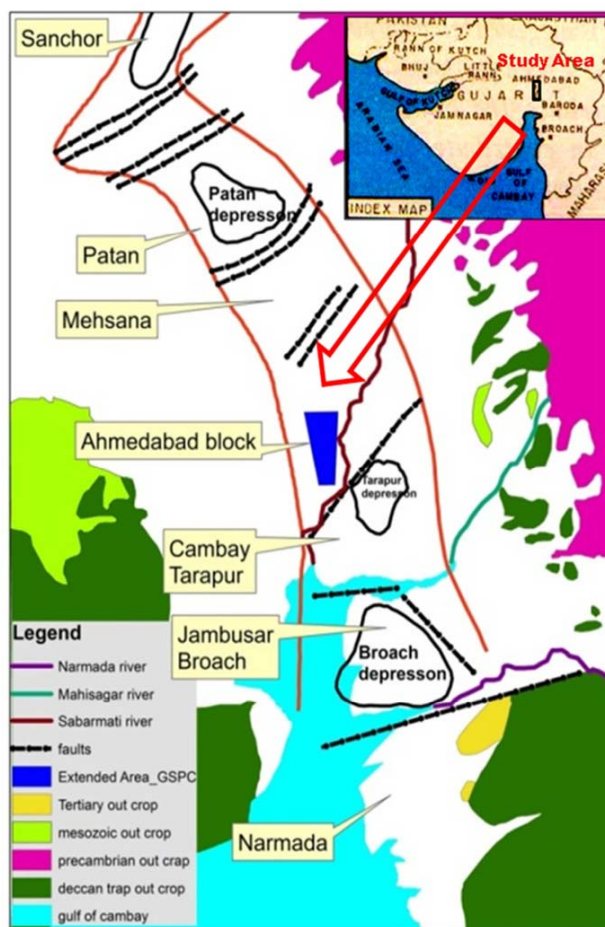 Sanchor
PAKISTAN
RANN OF KUTCH
Study Area
BHUJ
LITTLE
RANN
AHMEDABAD
GULF OF KUTCH
GUJARAT
JAMNAGAR
BARODA
BROACH
ARABIAN SEA
GULF
OF
CAMBAY
INDEX MAP
Patan
depresson
Patan
Mehsana
Ahmedabad block
Tarapur
depresson
Cambay
Tarapur
Jambusar
Broach
Broach
depresson
Narmada
Legend
Narmada river
Mahisagar river
Sabarmati river
faults
Extended Area_GSPC
Tertiary out crop
mesozoic out crop
precambrian out crap
deccan trap out crop
gulf of cambay